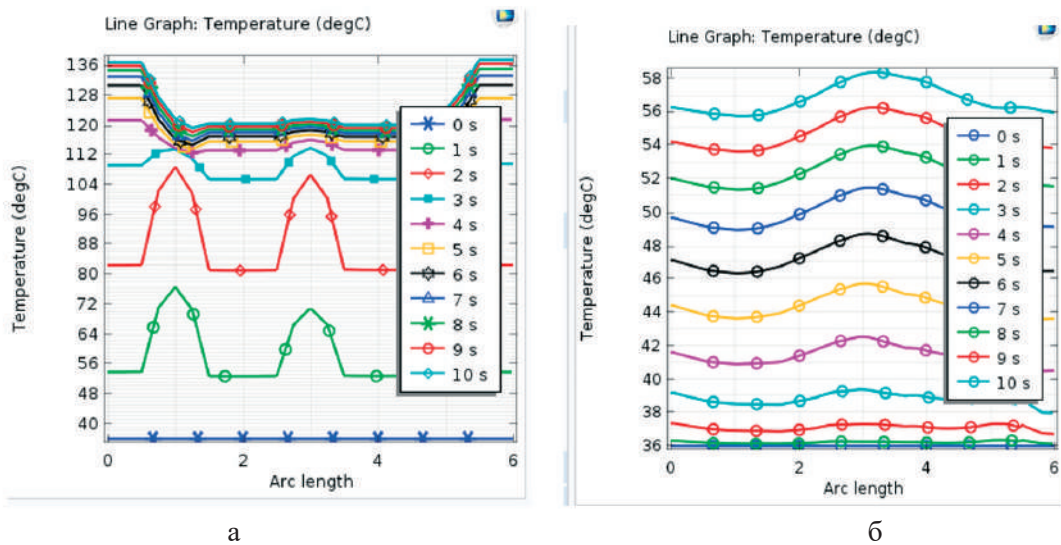 Line Graph: Temperature (degC)
Temperature (degC)
136
128
120
112
104
96
88
80
72
64
56
48
40
0 2 4 6
Arc length
0 s
1 s
2 s
3 s
4 s
5 s
6 s
7 s
8 s
9 s
10 s
а
Line Graph: Temperature (degC)
Temperature (degC)
58
56
54
52
50
48
46
44
42
40
38
36
0 2 4 6
Arc length
0 s
1 s
2 s
3 s
4 s
5 s
6 s
7 s
8 s
9 s
10 s
б